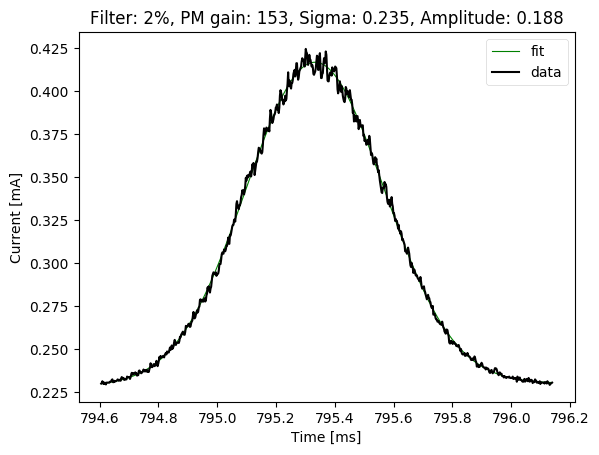 Filter: 2%, PM gain: 153, Sigma: 0.235, Amplitude: 0.188
fit
data
0.425
0.400
0.375
0.350
0.325
0.300
0.275
0.250
0.225
Current [mA]
794.6 794.8 795.0 795.2 795.4 795.6 795.8 796.0 796.2
Time [ms]